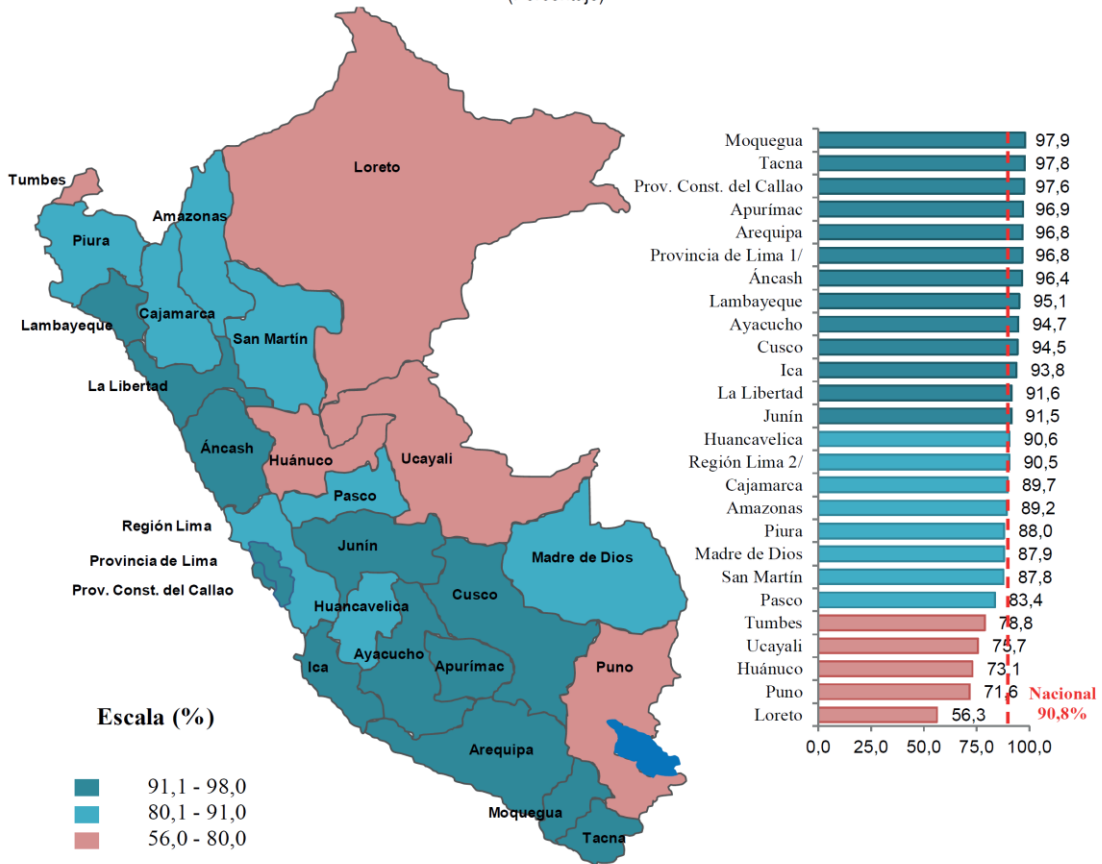 Loreto
Tumbes
Amazonas
Piura
Cajamarca
Lambayeque
San Martín
La Libertad
Áncash
Huánuco
Ucayali
Pasco
Región Lima
Junín
Provincia de Lima
Madre de Dios
Prov. Const. del Callao
Cusco
Huancavelica
Ayacucho
Apurímac
Ica
Puno
Arequipa
Moquegua
Tacna
Escala (%)
91,1 - 98,0
80,1 - 91,0
56,0 - 80,0
Moquegua 97,9
Tacna 97,8
Prov. Const. del Callao 97,6
Apurímac 96,9
Arequipa 96,8
Provincia de Lima 1/ 96,8
Áncash 96,4
Lambayeque 95,1
Ayacucho 94,7
Cusco 94,5
Ica 93,8
La Libertad 91,6
Junín 91,5
Huancavelica 90,6
Región Lima 2/ 90,5
Cajamarca 89,7
Amazonas 89,2
Piura 88,0
Madre de Dios 87,9
San Martín 87,8
Pasco 83,4
Tumbes 78,8
Ucayali 75,7
Huánuco 73,1
Puno 71,6
Loreto 56,3
Nacional
90,8%
0,0 25,0 50,0 75,0 100,0